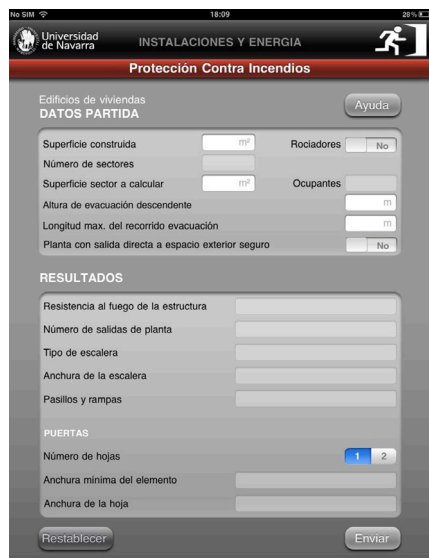 No SIM 18:09 28%
Universidad
de Navarra
INSTALACIONES Y ENERGIA
Protección Contra Incendios
Edificios de viviendas
DATOS PARTIDA
Ayuda
Superficie construida m² Rociadores No
Número de sectores
Superficie sector a calcular m² Ocupantes
Altura de evacuación descendente m
Longitud max. del recorrido evacuación m
Planta con salida directa a espacio exterior seguro No
RESULTADOS
Resistencia al fuego de la estructura
Número de salidas de planta
Tipo de escalera
Anchura de la escalera
Pasillos y rampas
PUERTAS
Número de hojas 1 2
Anchura mínima del elemento
Anchura de la hoja
Restablecer Enviar